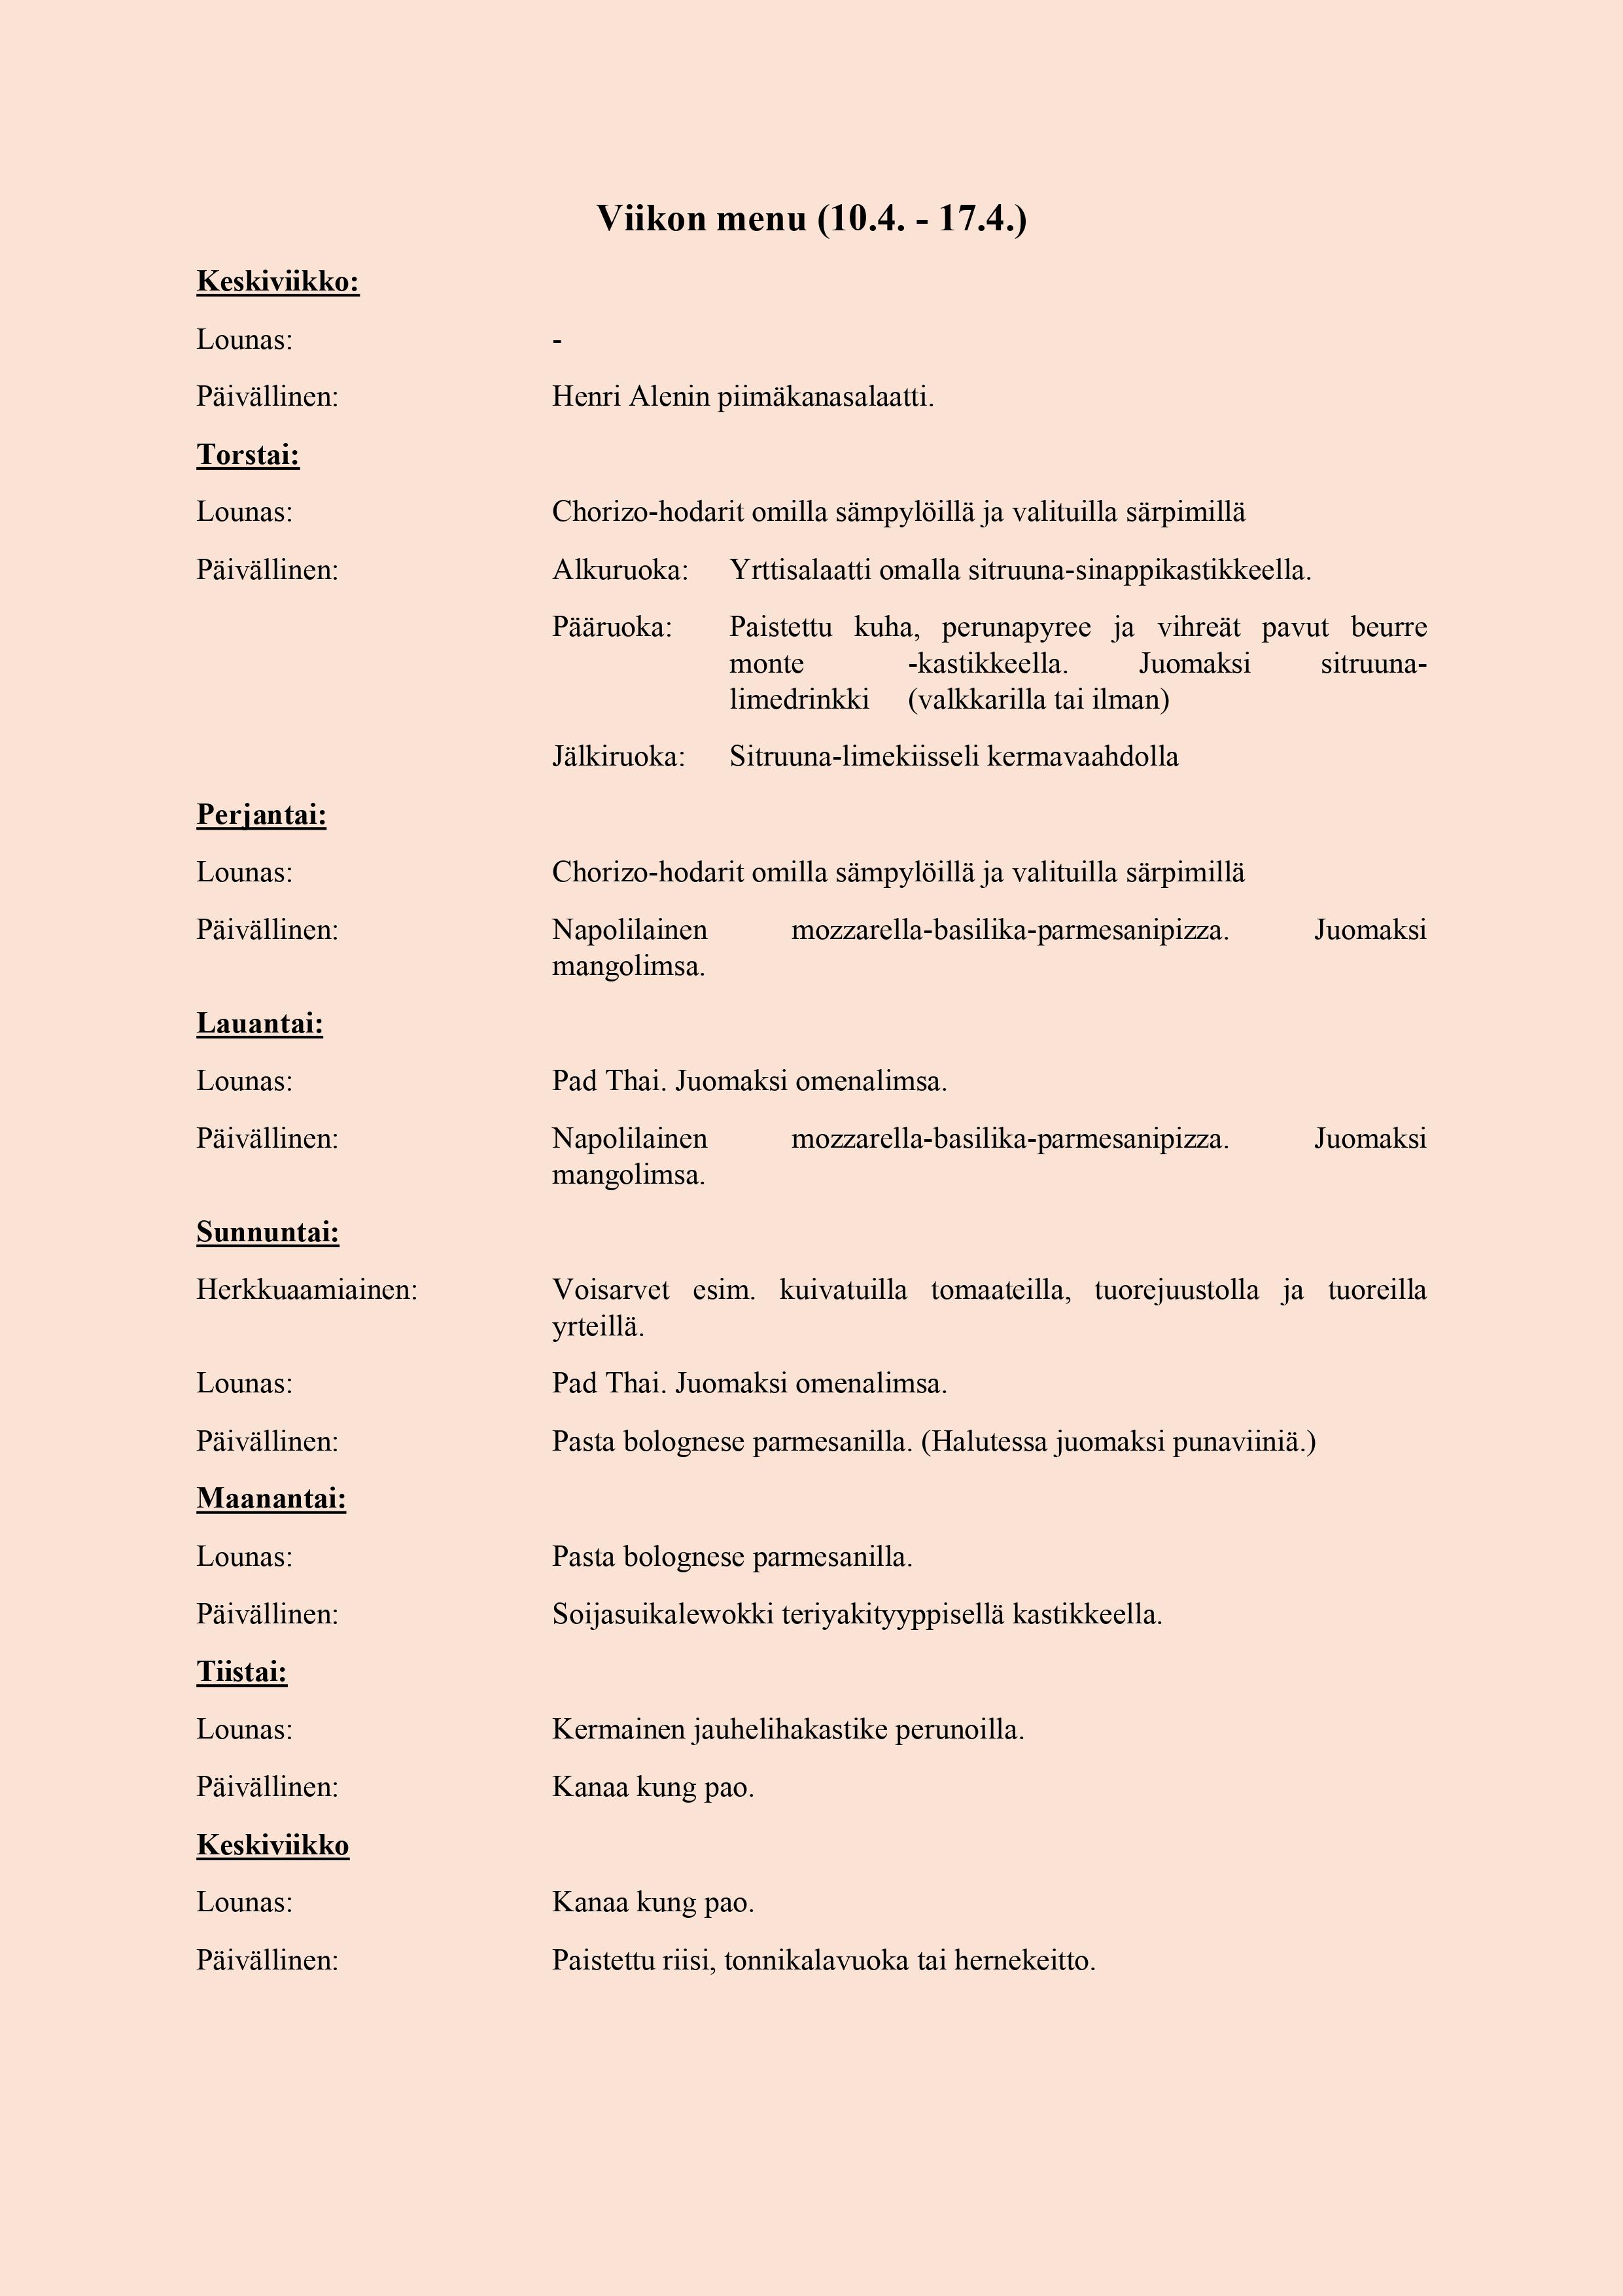 Viikon menu (10.4. - 17.4.)
Keskiviikko:
Lounas: -
Päivällinen: Henri Alenin piimäkanasalaatti.
Torstai:
Lounas: Chorizo-hodarit omilla sämpylöillä ja valituilla särpimillä
Päivällinen: Alkuruoka: Yrttisalaatti omalla sitruuna-sinappikastikkeella.
Pääruoka: Paistettu kuha, perunapyree ja vihreät pavut beurre
monte -kastikkeella. Juomaksi sitruuna-
limedrinkki (valkkarilla tai ilman)
Jälkiruoka: Sitruuna-limekiisseli kermavaahdolla
Perjantai:
Lounas: Chorizo-hodarit omilla sämpylöillä ja valituilla särpimillä
Päivällinen: Napolilainen mozzarella-basilika-parmesanipizza. Juomaksi
mangolimsa.
Lauantai:
Lounas: Pad Thai. Juomaksi omenalimsa.
Päivällinen: Napolilainen mozzarella-basilika-parmesanipizza. Juomaksi
mangolimsa.
Sunnuntai:
Herkkuaamiainen: Voisarvet esim. kuivatuilla tomaateilla, tuorejuustolla ja tuoreilla
yrteillä.
Lounas: Pad Thai. Juomaksi omenalimsa.
Päivällinen: Pasta bolognese parmesanilla. (Halutessa juomaksi punaviiniä.)
Maanantai:
Lounas: Pasta bolognese parmesanilla.
Päivällinen: Soijasuikalewokki teriyakityyppisellä kastikkeella.
Tiistai:
Lounas: Kermainen jauhelihakastike perunoilla.
Päivällinen: Kanaa kung pao.
Keskiviikko
Lounas: Kanaa kung pao.
Päivällinen: Paistettu riisi, tonnikalavuoka tai hernekeitto.